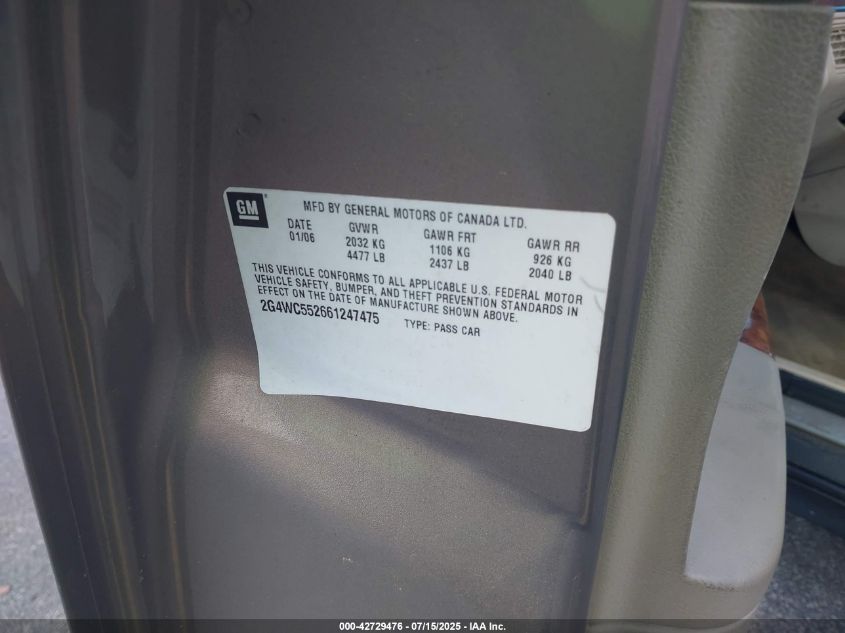 GM
MFD BY GENERAL MOTORS OF CANADA LTD.
DATE GVWR GAWR FRT GAWR RR
01/06 2032 KG 1106 KG 926 KG
4477 LB 2437 LB 2040 LB
THIS VEHICLE CONFORMS TO ALL APPLICABLE U.S. FEDERAL MOTOR
VEHICLE SAFETY, BUMPER, AND THEFT PREVENTION STANDARDS IN
EFFECT ON THE DATE OF MANUFACTURE SHOWN ABOVE.
2G4WC552661247475 TYPE: PASS CAR
000-42729476 - 07/15/2025 - IAA Inc.